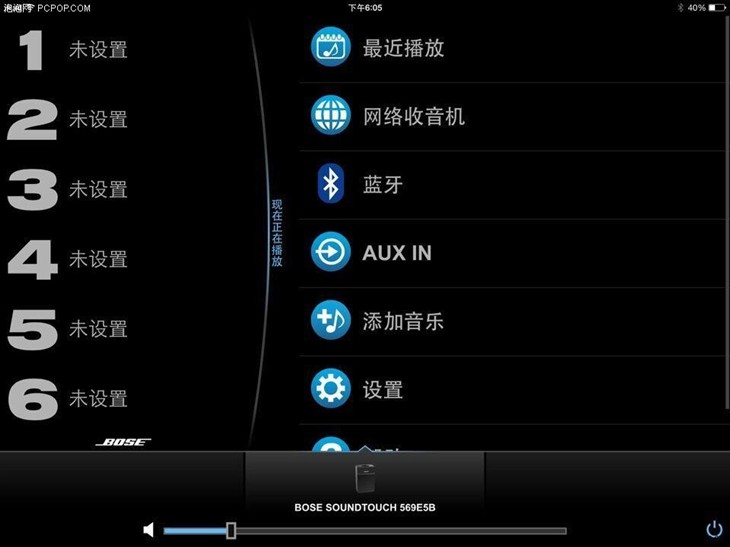 泡泡网 PCPOP.COM
下午6:05
40%
1 未设置
2 未设置
3 未设置
4 未设置
5 未设置
6 未设置
BOSE
现在正在播放
最近播放
网络收音机
蓝牙
AUX IN
添加音乐
设置
BOSE SOUNDTOUCH 569E5B